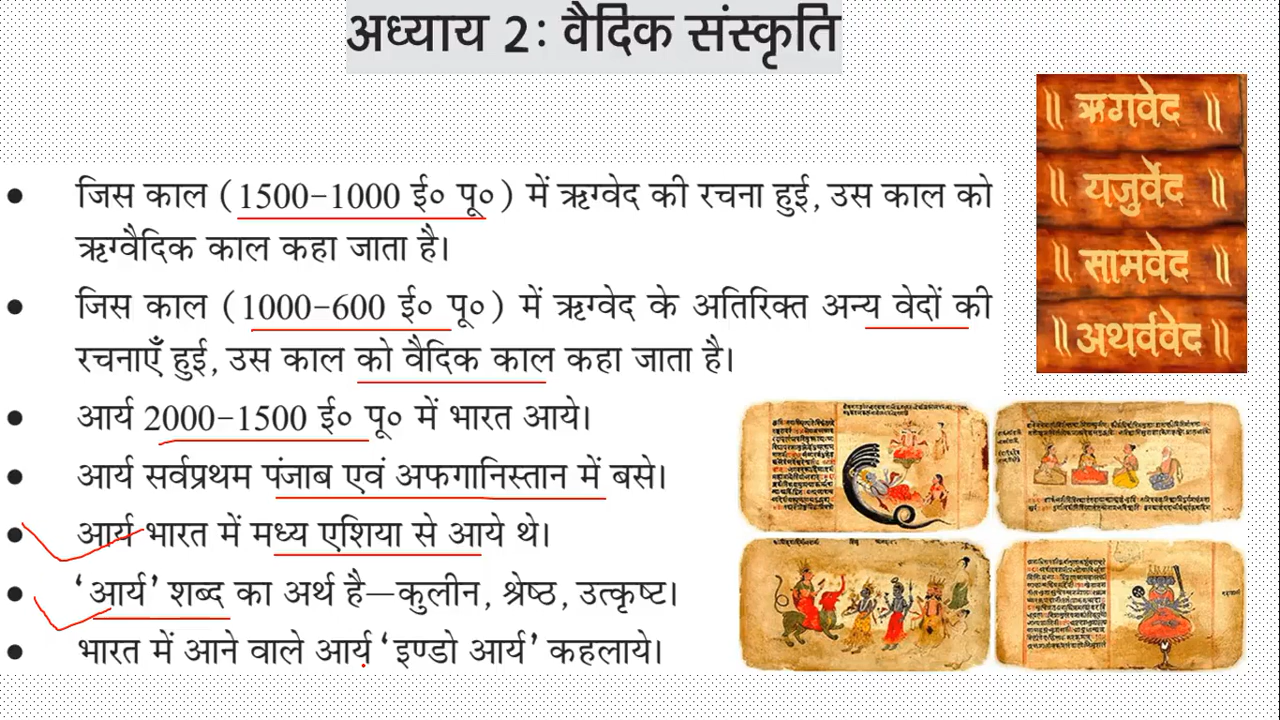 अध्याय 2: वैदिक संस्कृति
|| ऋगवेद ||
|| यजुर्वेद ||
|| सामवेद ||
|| अथर्ववेद ||
• जिस काल (1500-1000 ई० पू०) में ऋग्वेद की रचना हुई, उस काल को
ऋग्वैदिक काल कहा जाता है।
• जिस काल (1000-600 ई० पू०) में ऋग्वेद के अतिरिक्त अन्य वेदों की
रचनाएँ हुई, उस काल को वैदिक काल कहा जाता है।
• आर्य 2000-1500 ई० पू० में भारत आये।
• आर्य सर्वप्रथम पंजाब एवं अफगानिस्तान में बसे।
• आर्य भारत में मध्य एशिया से आये थे।
• ‘आर्य’ शब्द का अर्थ है—कुलीन, श्रेष्ठ, उत्कृष्ट।
• भारत में आने वाले आर्य ‘इण्डो आर्य’ कहलाये।